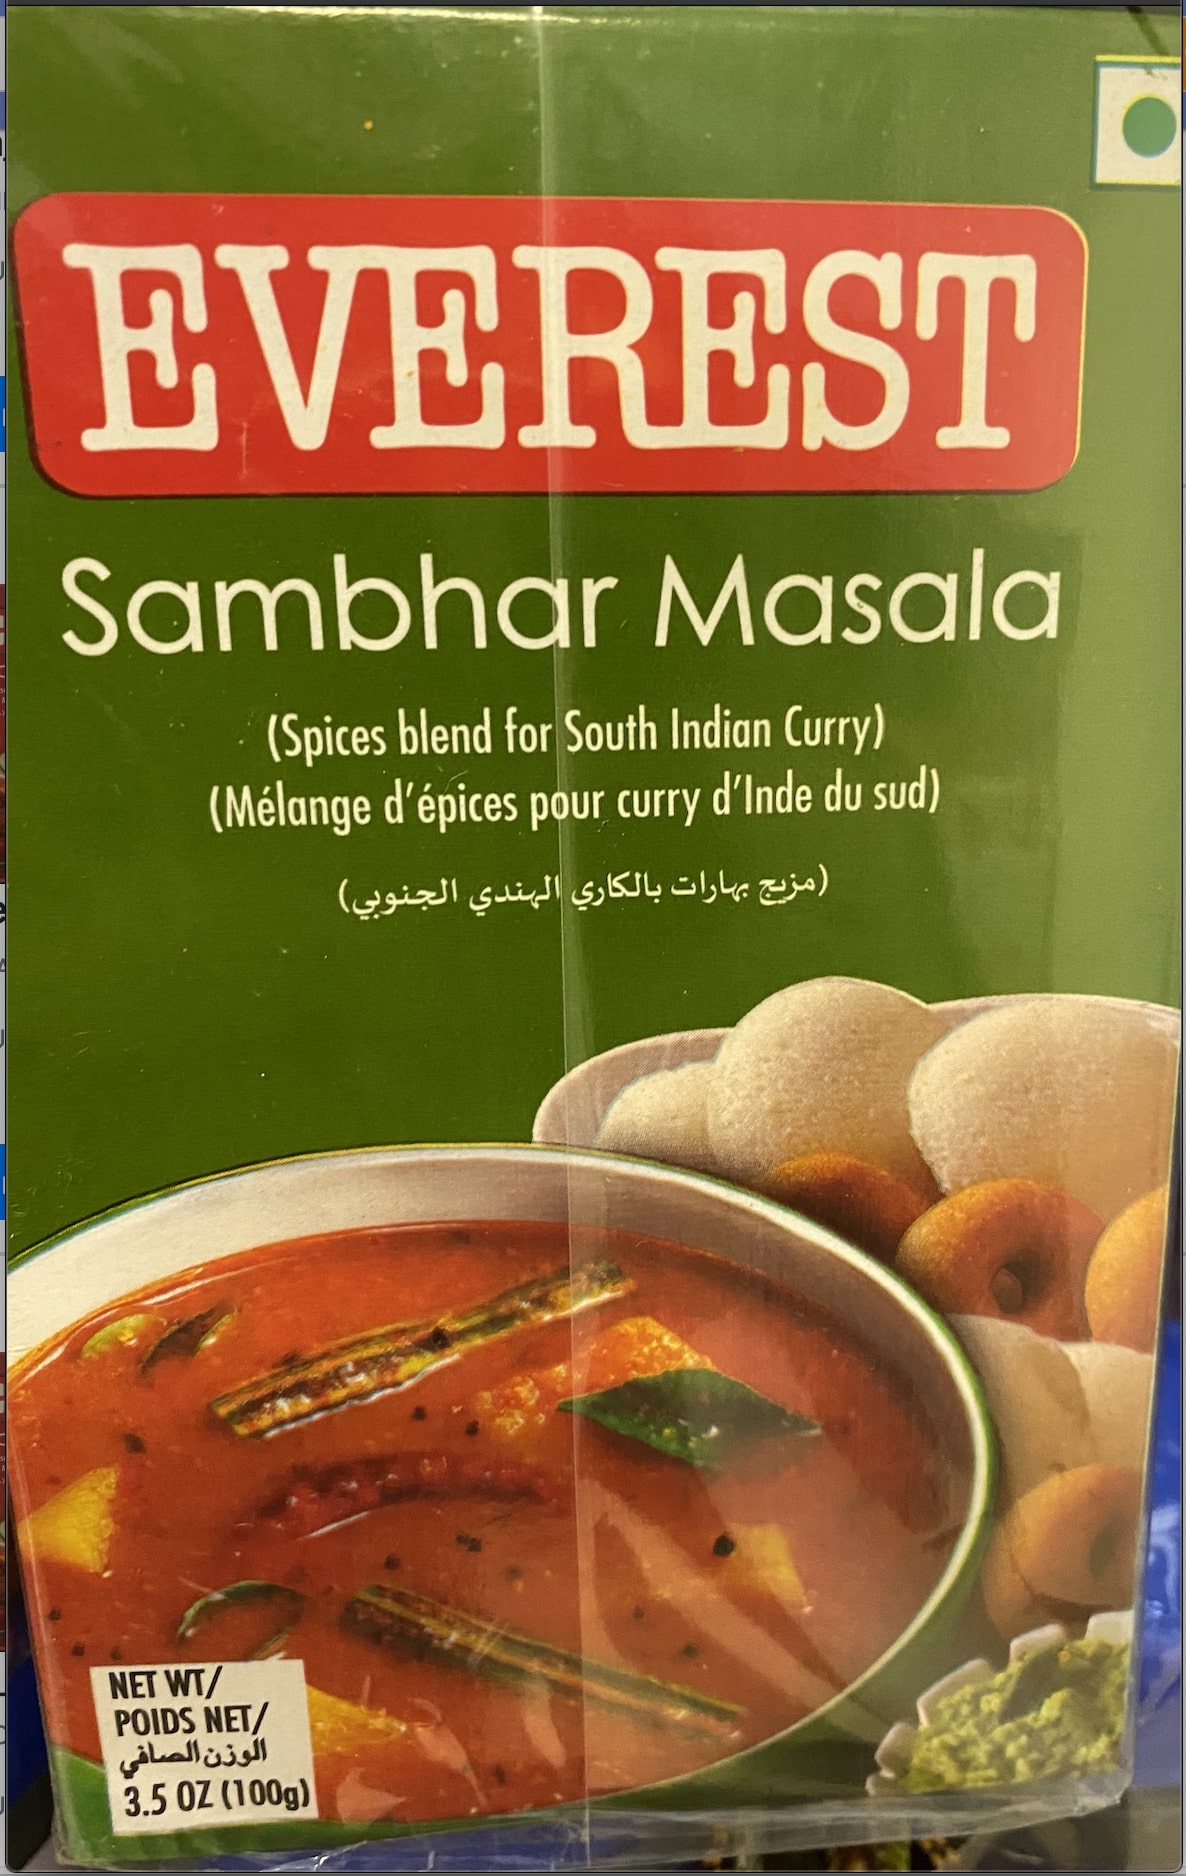 EVEREST
Sambhar Masala
(Spices blend for South Indian Curry)
(Mélange d'épices pour curry d'Inde du sud)
(مزيج بهارات بالكاري الهندي الجنوبي)
NET WT/
POIDS NET/
الوزن الصافي
3.5 OZ (100g)